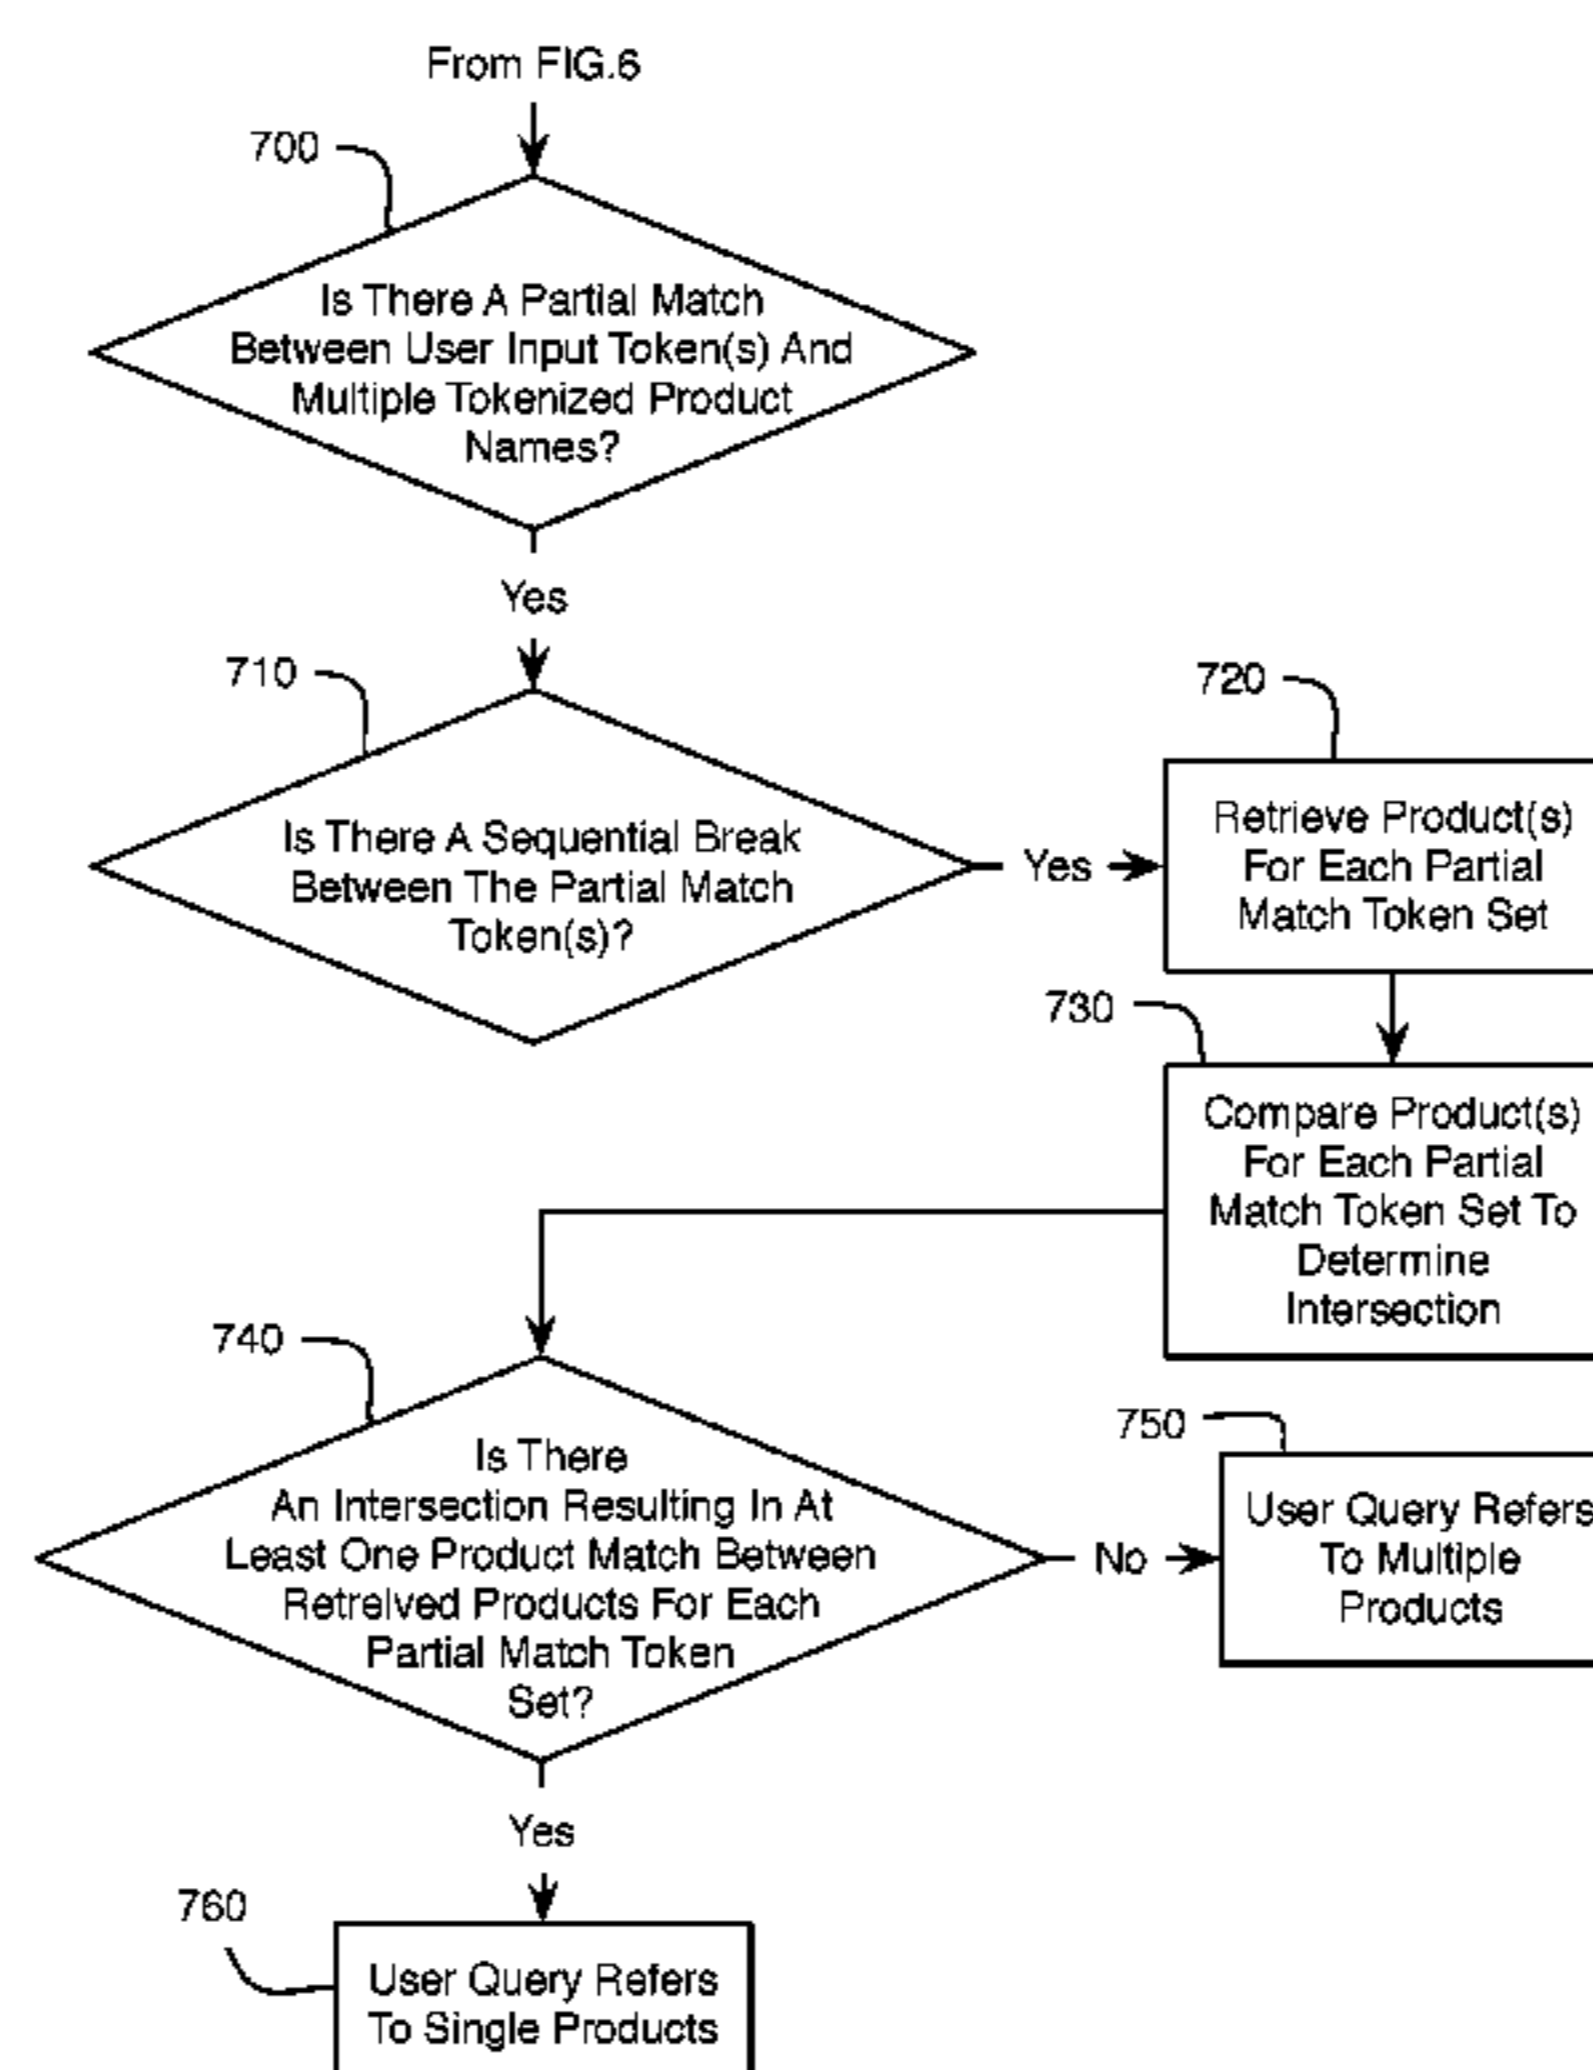 From FIG.6
700
Is There A Partial Match
Between User Input Token(s) And
Multiple Tokenized Product
Names?
Yes
710
Is There A Sequential Break
Between The Partial Match
Token(s)?
Yes
720
Retrieve Product(s)
For Each Partial
Match Token Set
730
Compare Product(s)
For Each Partial
Match Token Set To
Determine
Intersection
740
Is There
An Intersection Resulting In At
Least One Product Match Between
Retreived Products For Each
Partial Match Token
Set?
No
750
User Query Refers
To Multiple
Products
Yes
760
User Query Refers
To Single Products